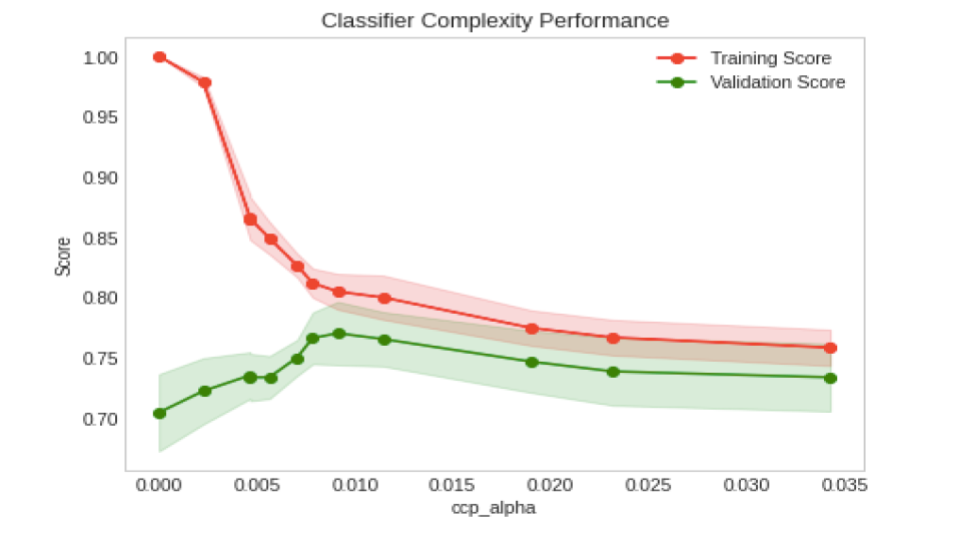 Classifier Complexity Performance
Training Score
Validation Score
1.00
0.95
0.90
0.85
0.80
0.75
0.70
Score
0.000 0.005 0.010 0.015 0.020 0.025 0.030 0.035
ccp_alpha